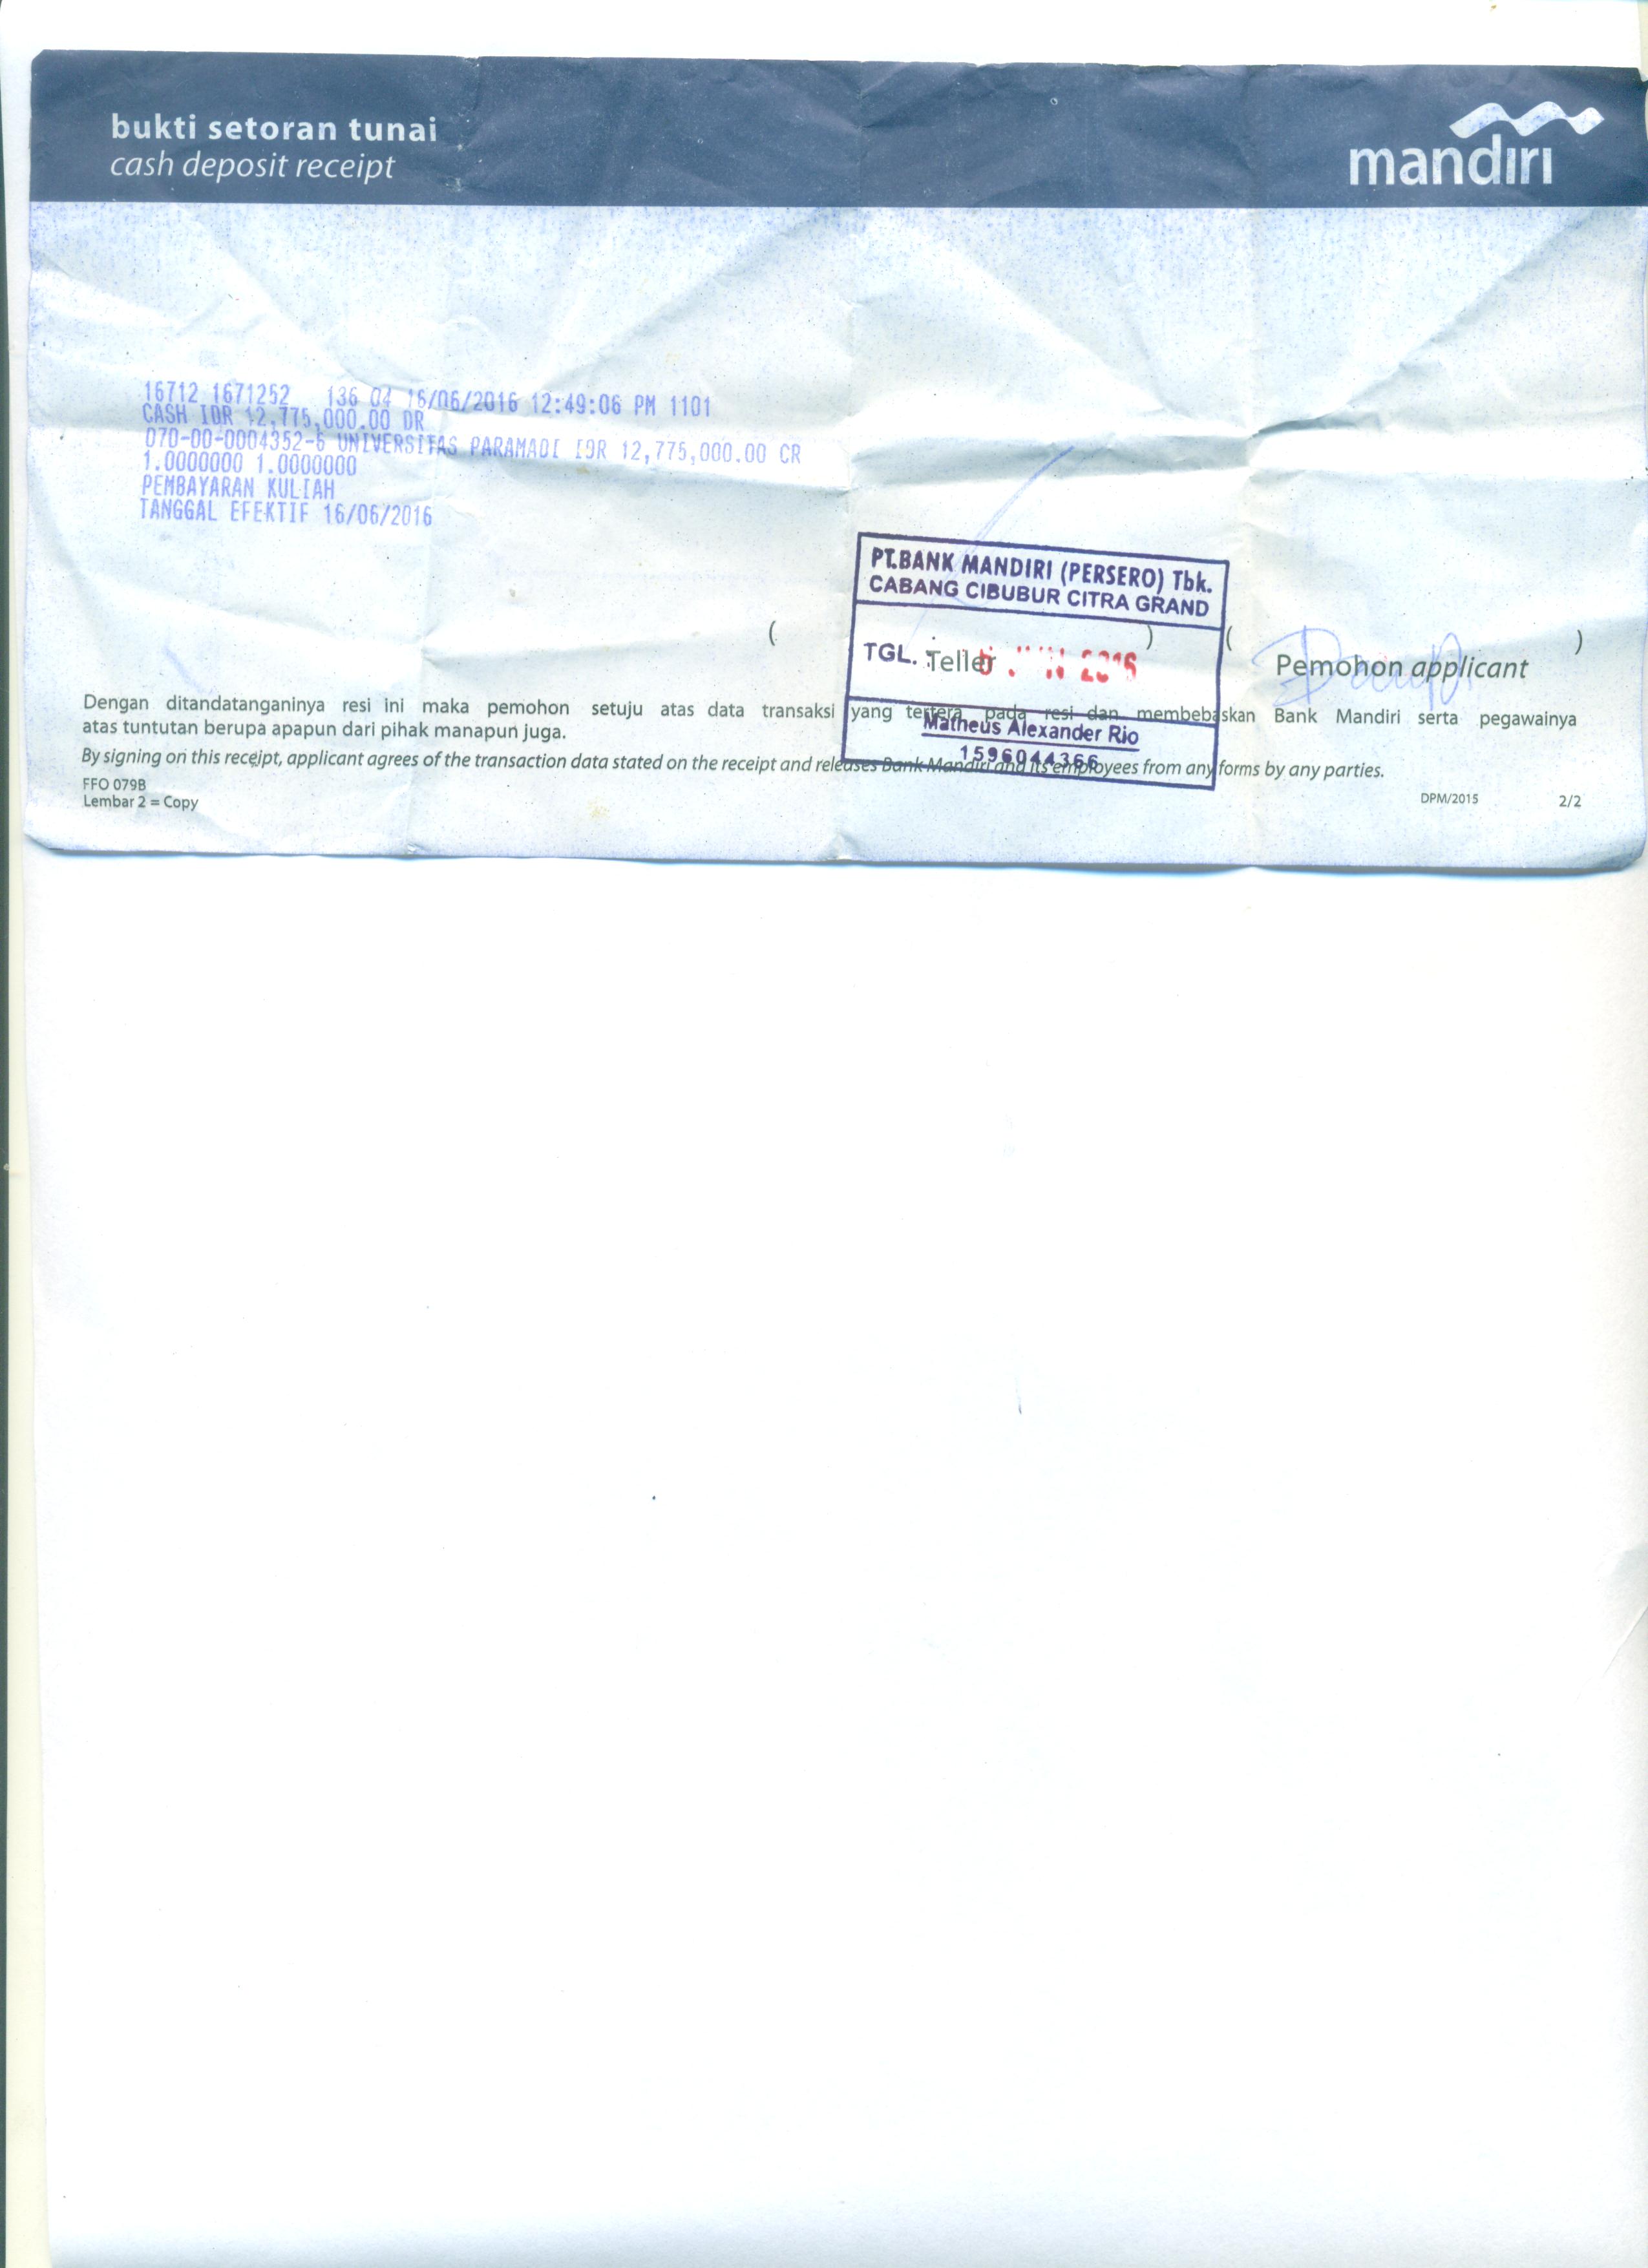 bukti setoran tunai
cash deposit receipt
mandiri
16712 1671252 136 04 16/06/2016 12:49:06 PM 1101
CASH IDR 12,775,000.00 DR
070-00-0004352-6 UNIVERSITAS PARAMADI IDR 12,775,000.00 CR
1.0000000 1.0000000
PEMBAYARAN KULIAH
TANGGAL EFEKTIF 16/06/2016
PT.BANK MANDIRI (PERSERO) Tbk.
CABANG CIBUBUR CITRA GRAND
( ) ( )
TGL. : JUN 2016
Teller Pemohon applicant
Matheus Alexander Rio
1596044366
Dengan ditandatanganinya resi ini maka pemohon setuju atas data transaksi yang tertera pada resi dan membebaskan Bank Mandiri serta pegawainya
atas tuntutan berupa apapun dari pihak manapun juga.
By signing on this receipt, applicant agrees of the transaction data stated on the receipt and releases Bank Mandiri and its employees from any forms by any parties.
FFO 079B
Lembar 2 = Copy
DPM/2015 2/2